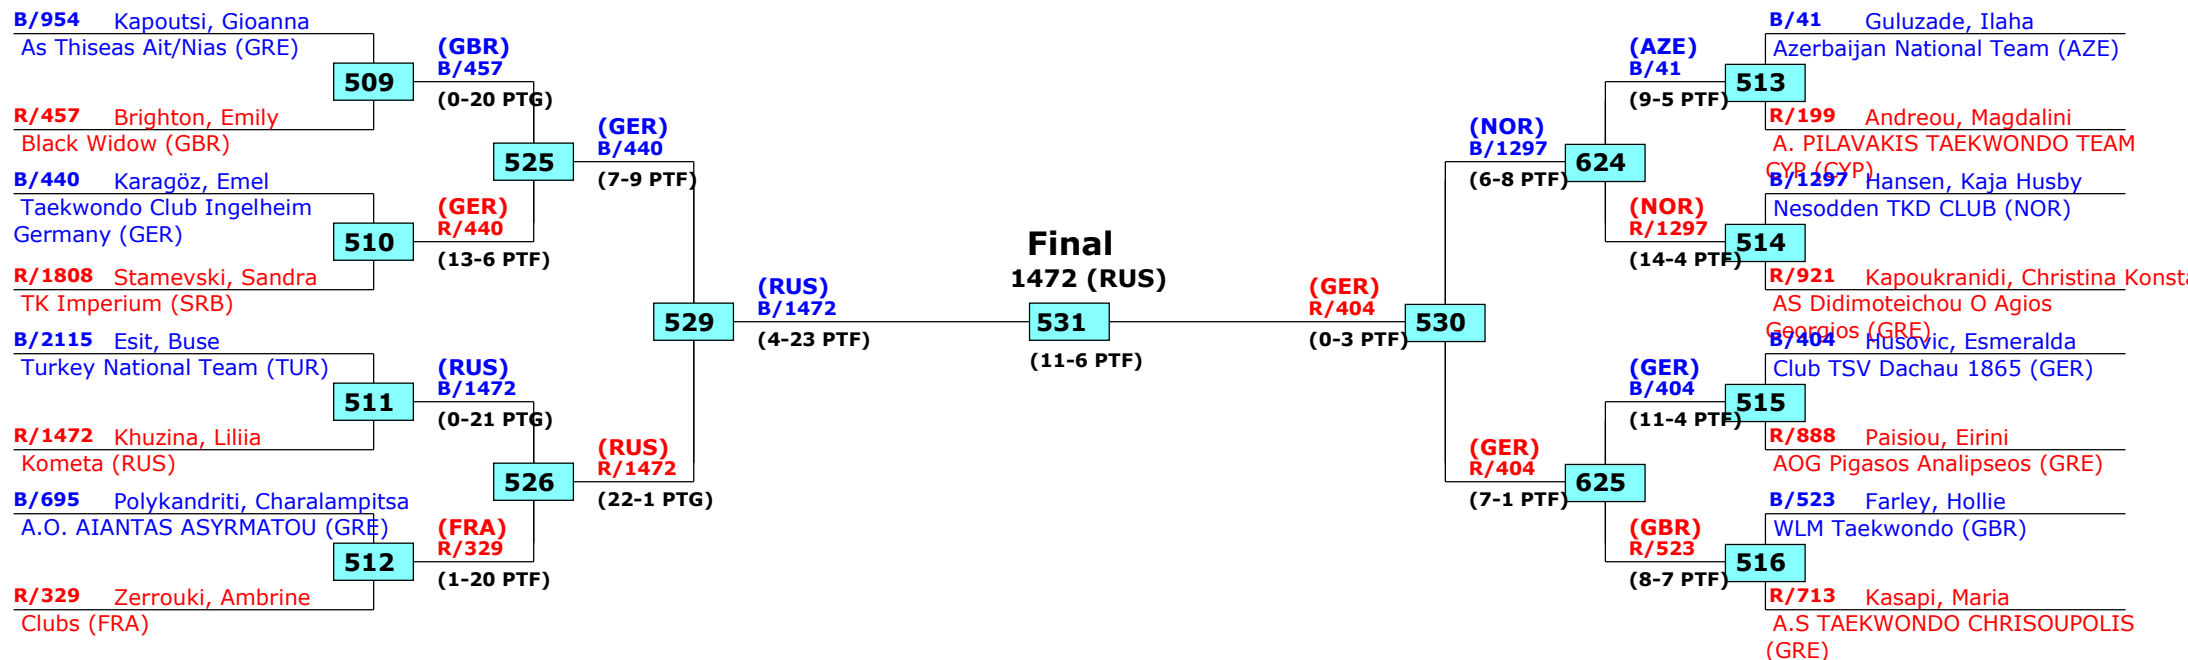 B/954 Kapoutsi, Gioanna
As Thiseas Ait/Nias (GRE)
509
R/457 Brighton, Emily
Black Widow (GBR)
(GBR)
B/457
(0-20 PTG)
B/440 Karagöz, Emel
Taekwondo Club Ingelheim
Germany (GER)
510
R/1808 Stamevski, Sandra
TK Imperium (SRB)
(GER)
R/440
(13-6 PTF)
525
(GER)
B/440
(7-9 PTF)
B/2115 Esit, Buse
Turkey National Team (TUR)
511
R/1472 Khuzina, Liliia
Kometa (RUS)
(RUS)
B/1472
(0-21 PTG)
B/695 Polykandriti, Charalampitsa
A.O. AIANTAS ASYRMATOU (GRE)
512
R/329 Zerrouki, Ambrine
Clubs (FRA)
(FRA)
R/329
(1-20 PTF)
526
(RUS)
R/1472
(22-1 PTG)
529
(RUS)
B/1472
(4-23 PTF)
Final
1472 (RUS)
531
(11-6 PTF)
(GER)
R/404
(0-3 PTF)
530
(NOR)
B/1297
(6-8 PTF)
624
(AZE)
B/41
(9-5 PTF)
513
B/41 Guluzade, Ilaha
Azerbaijan National Team (AZE)
R/199 Andreou, Magdalini
A. PILAVAKIS TAEKWONDO TEAM
CYP (CYP)
(NOR)
R/1297
(14-4 PTF)
514
B/1297 Hansen, Kaja Husby
Nesodden TKD CLUB (NOR)
R/921 Kapoukranidi, Christina Konsta
AS Didimoteichou O Agios
Georgios (GRE)
(GER)
R/404
(7-1 PTF)
625
(GER)
B/404
(11-4 PTF)
515
B/404 Husovic, Esmeralda
Club TSV Dachau 1865 (GER)
R/888 Paisiou, Eirini
AOG Pigasos Analipseos (GRE)
(GBR)
R/523
(8-7 PTF)
516
B/523 Farley, Hollie
WLM Taekwondo (GBR)
R/713 Kasapi, Maria
A.S TAEKWONDO CHRISOUPOLIS
(GRE)